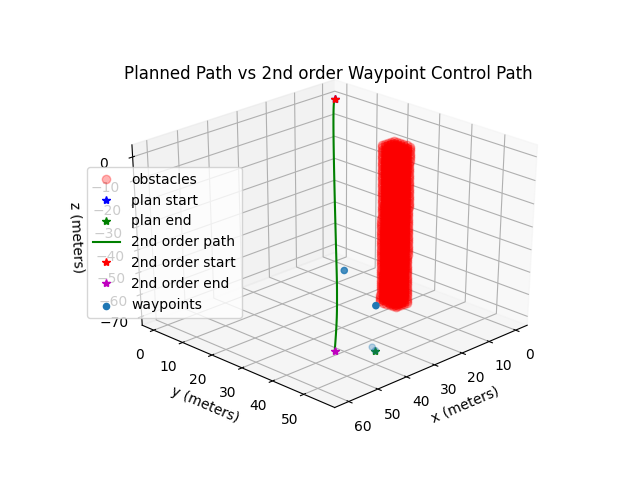 Planned Path vs 2nd order Waypoint Control Path
0
−10
−20
−30
−40
−50
−60
−70
z (meters)
obstacles
plan start
plan end
2nd order path
2nd order start
2nd order end
waypoints
0
10
20
30
40
50
y (meters)
60
50
40
30
20
10
0
x (meters)